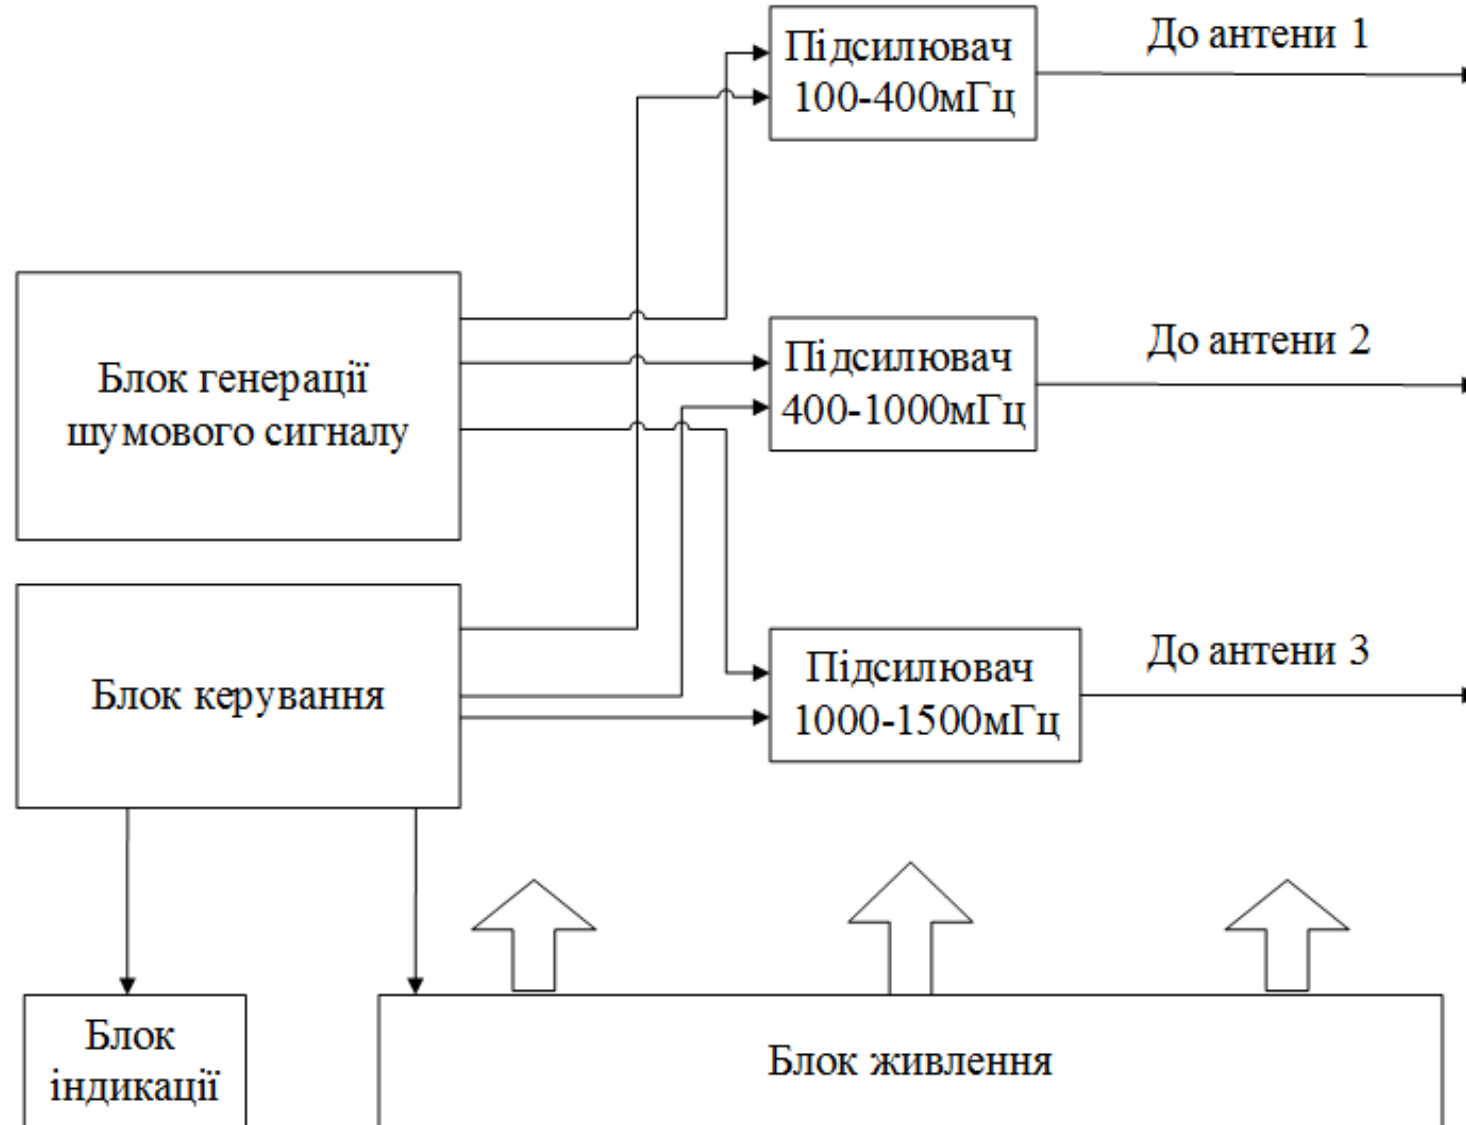 Підсилювач
100-400мГц
До антени 1
Блок генерації
шумового сигналу
Підсилювач
400-1000мГц
До антени 2
Блок керування
Підсилювач
1000-1500мГц
До антени 3
Блок
індикації
Блок живлення